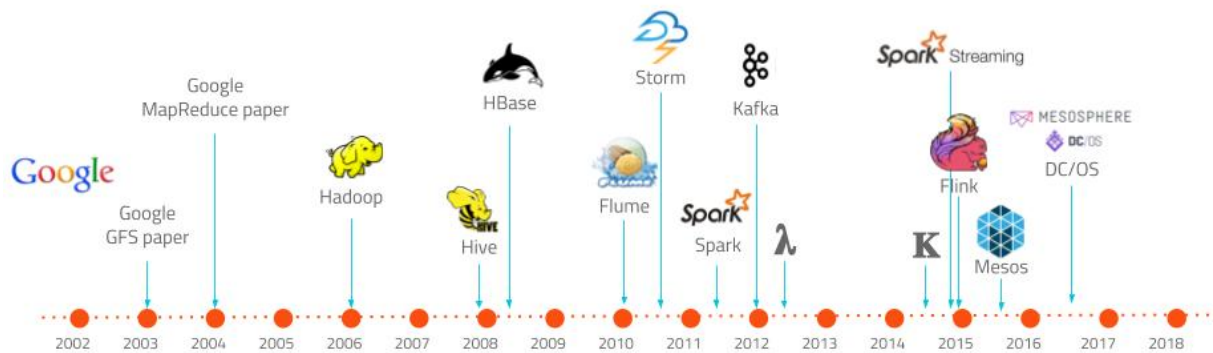 Google
Google
GFS paper
Google
MapReduce paper
Hadoop
HIVE
Hive
HBase
flume
Flume
Storm
Spark
Spark
Kafka
λ
Spark Streaming
Flink
K
Mesos
MESOSPHERE
DC/OS
DC/OS
2002 2003 2004 2005 2006 2007 2008 2009 2010 2011 2012 2013 2014 2015 2016 2017 2018